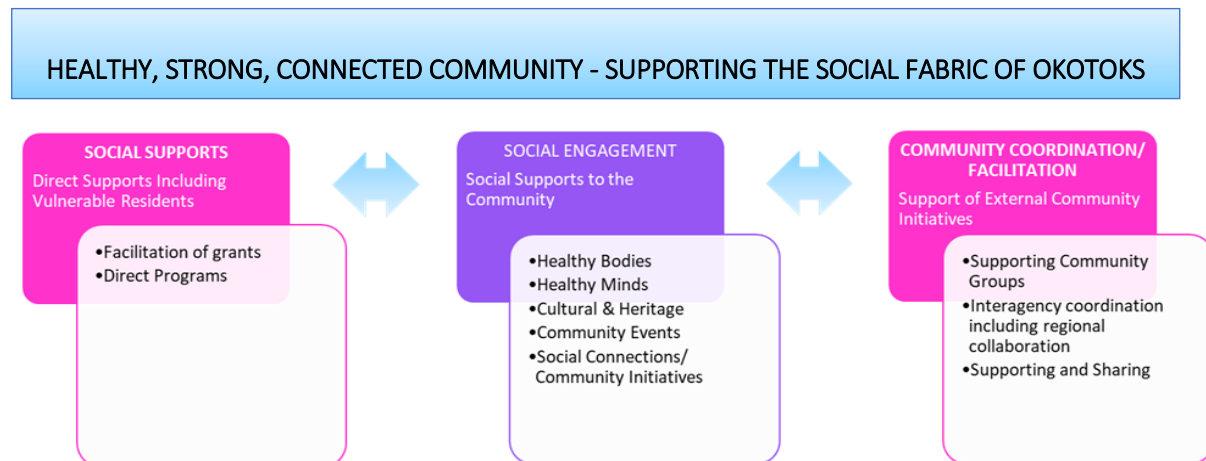 HEALTHY, STRONG, CONNECTED COMMUNITY - SUPPORTING THE SOCIAL FABRIC OF OKOTOKS
SOCIAL SUPPORTS
Direct Supports Including
Vulnerable Residents
•Facilitation of grants
•Direct Programs
SOCIAL ENGAGEMENT
Social Supports to the
Community
•Healthy Bodies
•Healthy Minds
•Cultural & Heritage
•Community Events
•Social Connections/
Community Initiatives
COMMUNITY COORDINATION/
FACILITATION
Support of External Community
Initiatives
•Supporting Community
Groups
•Interagency coordination
including regional
collaboration
•Supporting and Sharing